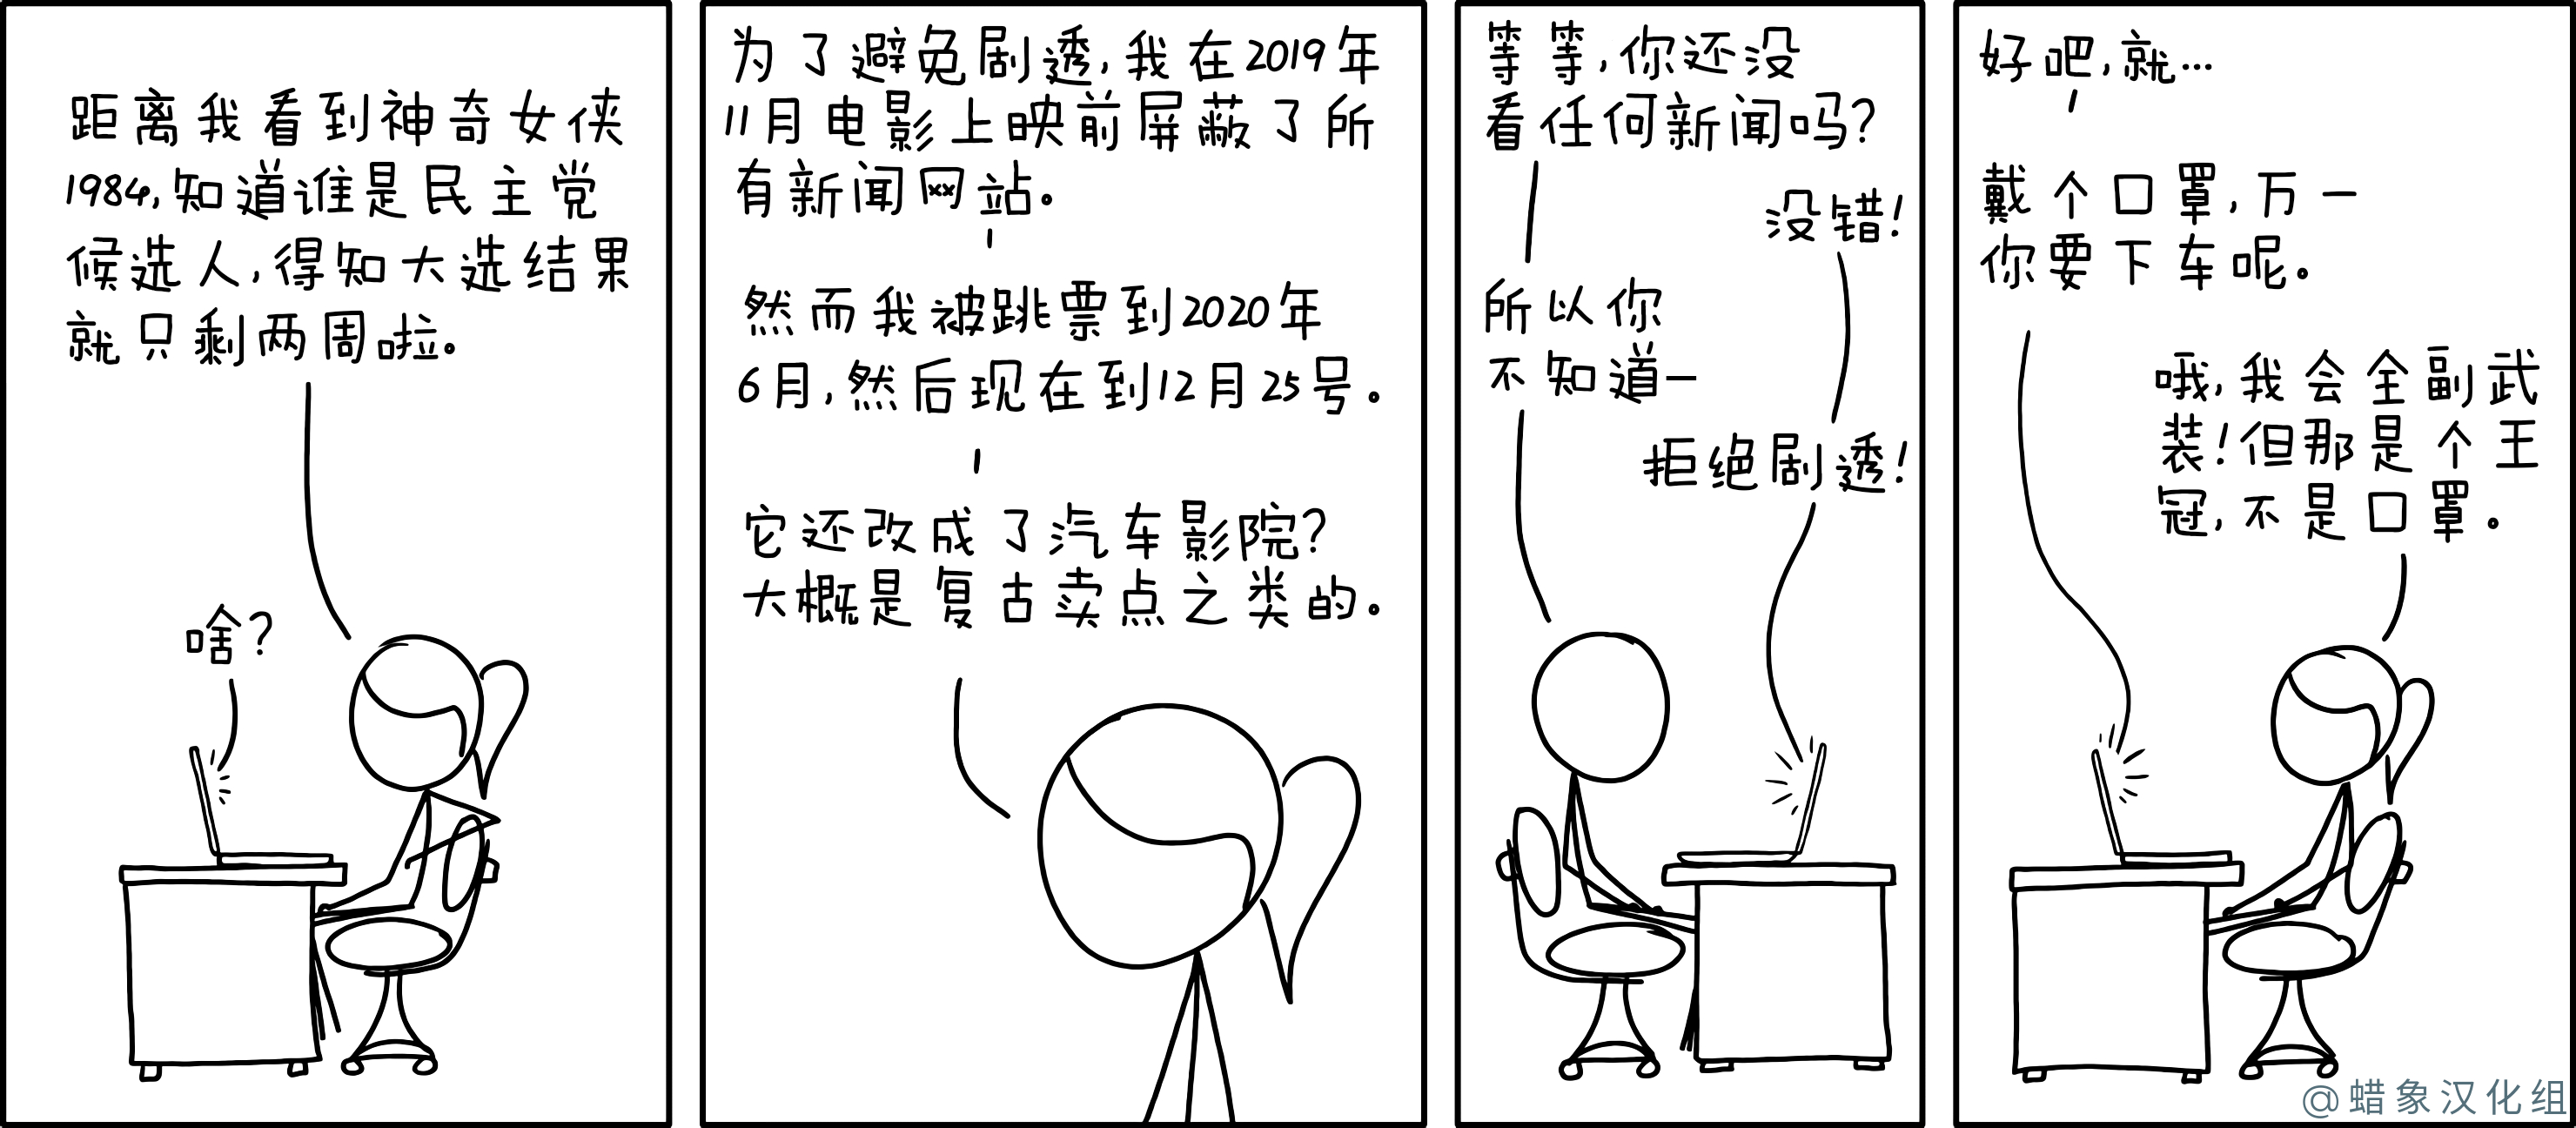 距离我看到神奇女侠
1984,知道谁是民主党
候选人,得知大选结果
就只剩两周啦。
啥?
为了避免剧透,我在2019年
11月电影上映前屏蔽了所
有新闻网站。
然而我被跳票到2020年
6月,然后现在到12月25号。
它还改成了汽车影院?
大概是复古卖点之类的。
等等,你还没
看任何新闻吗?
没错!
所以你
不知道—
拒绝剧透!
好吧,就…
戴个口罩,万一
你要下车呢。
哦,我会全副武
装!但那是个王
冠,不是口罩。
@蜡象汉化组